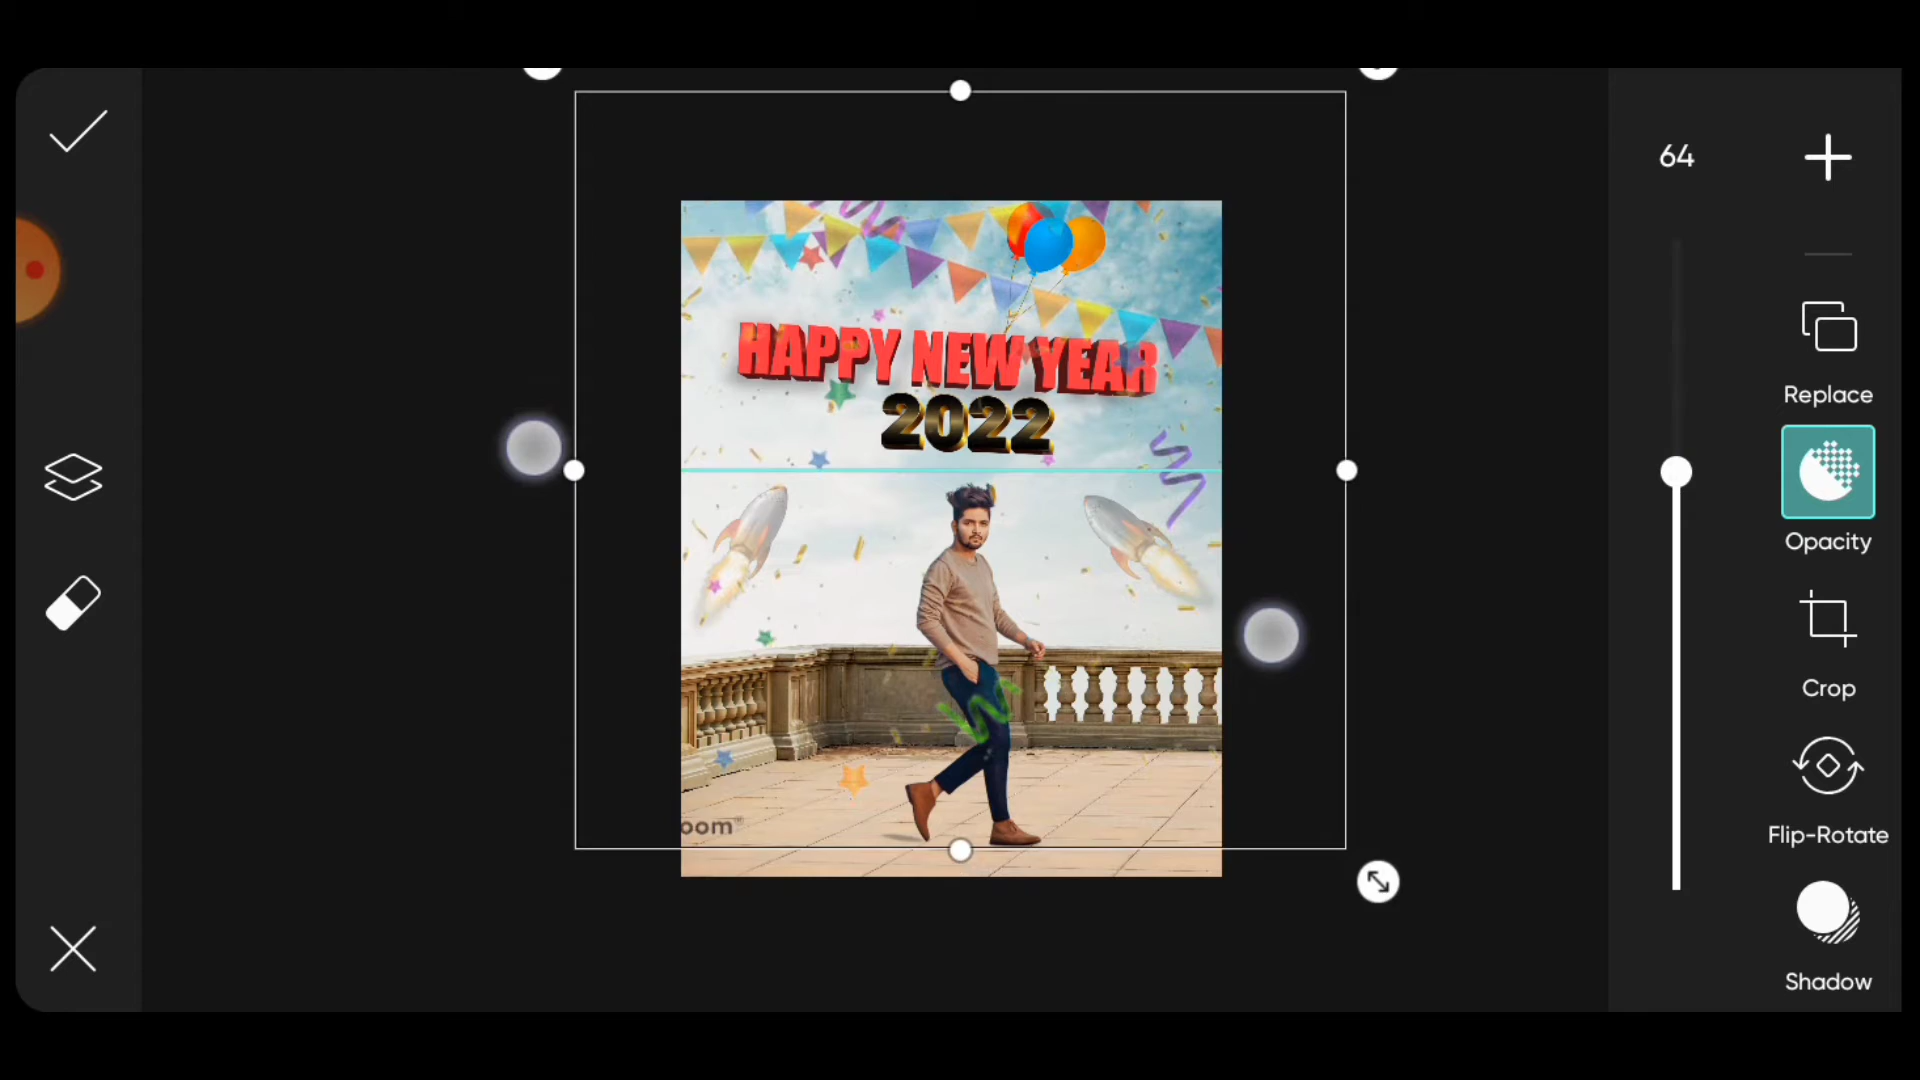 64
HAPPY NEW YEAR
2022
Replace
Opacity
Crop
Flip-Rotate
oom®
Shadow